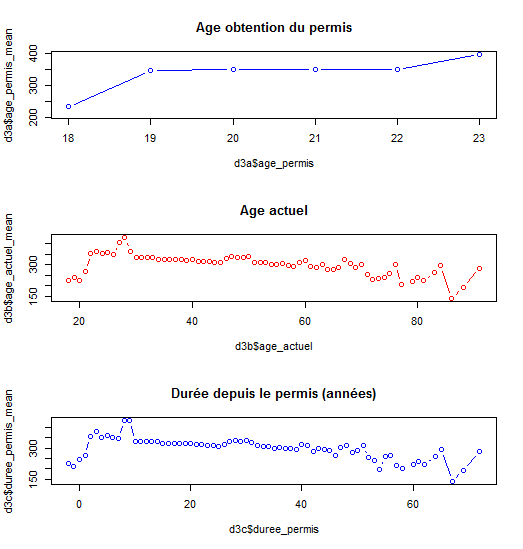 Age obtention du permis
d3a$age_permis_mean
200 300 400
18 19 20 21 22 23
d3a$age_permis
Age actuel
d3b$age_actuel_mean
150 300
20 40 60 80
d3b$age_actuel
Durée depuis le permis (années)
d3c$duree_permis_mean
150 300
0 20 40 60
d3c$duree_permis